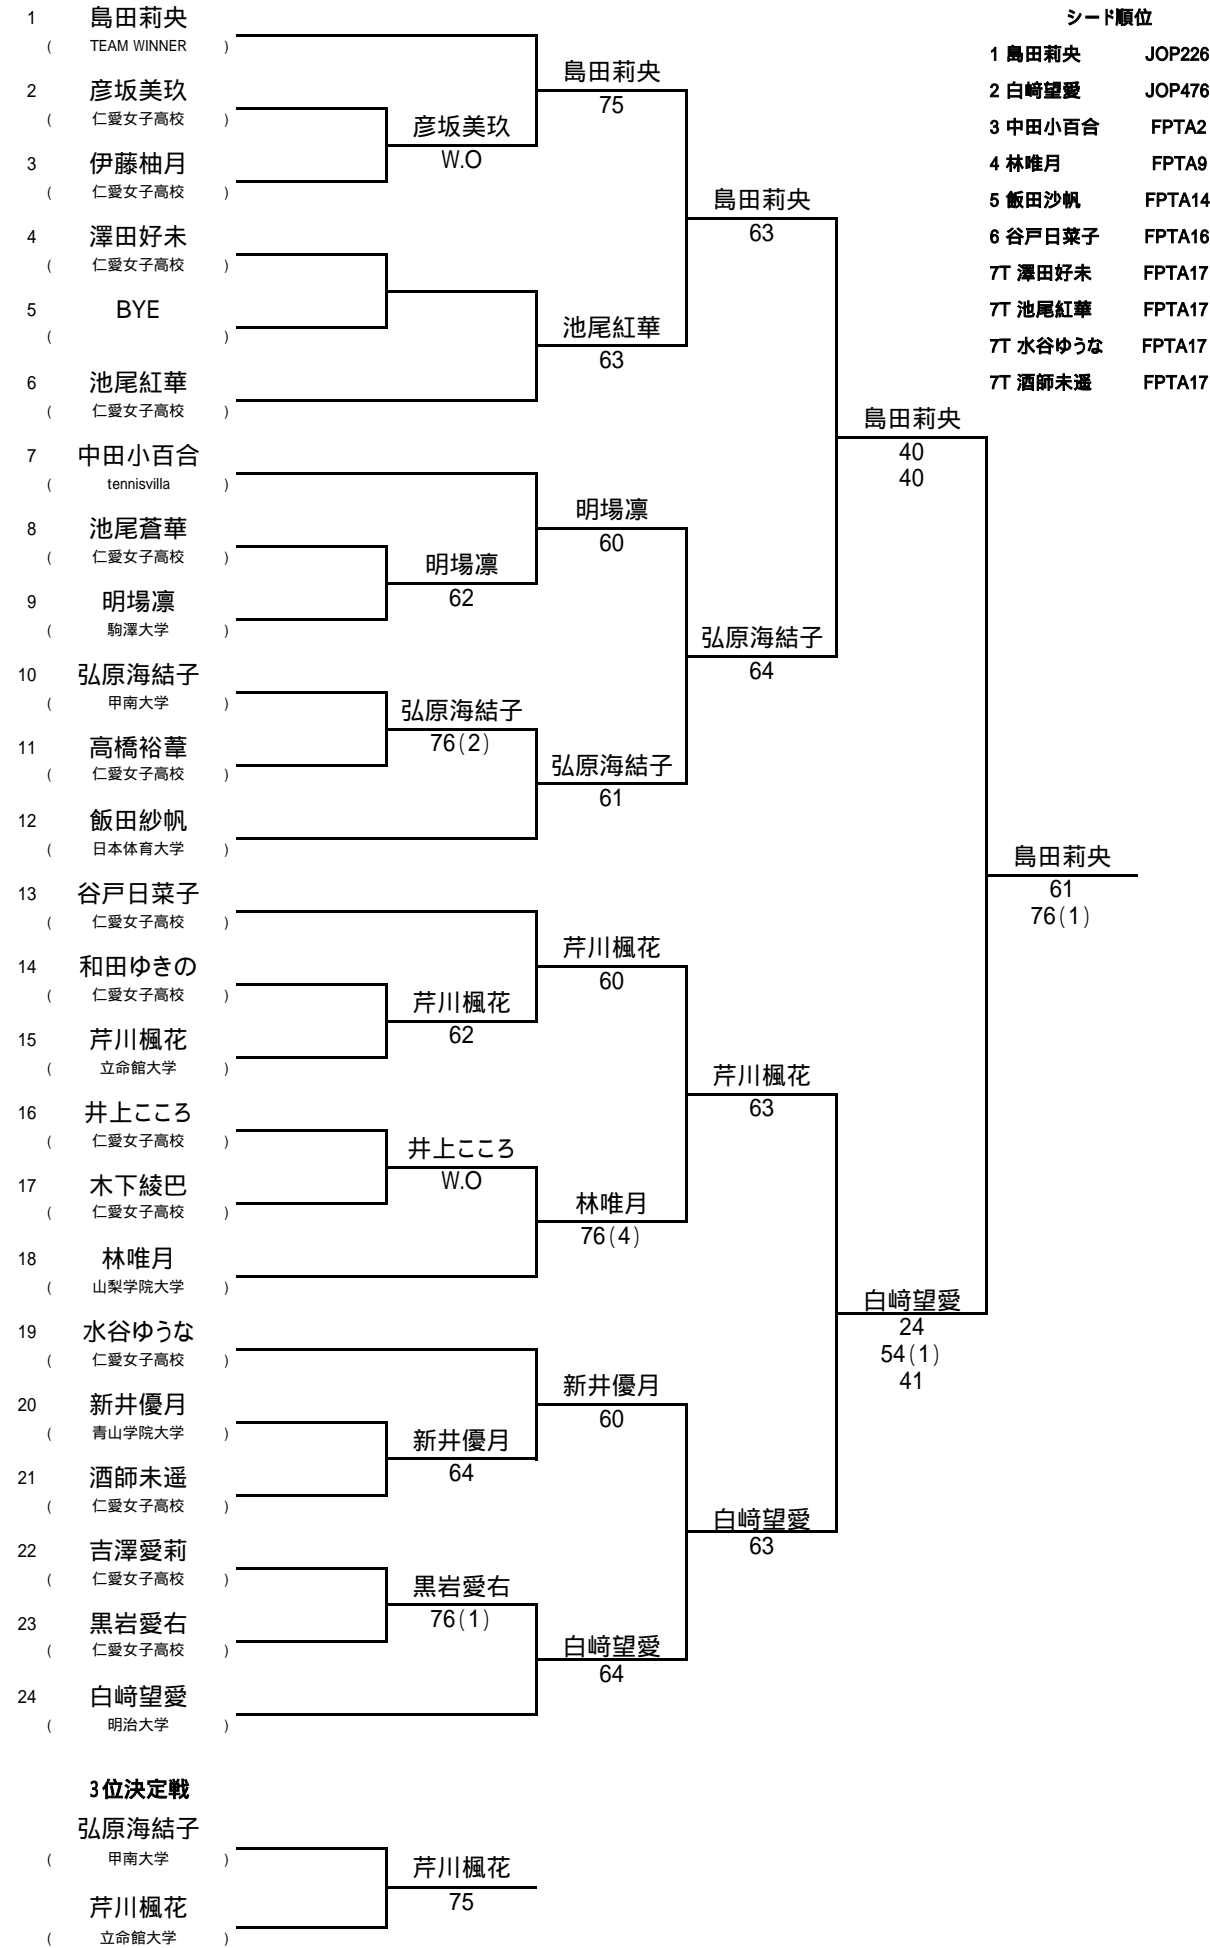 1 島田莉央
( TEAM WINNER )
2 彦坂美玖
( 仁愛女子高校 )
3 伊藤柚月
( 仁愛女子高校 )
4 澤田好未
( 仁愛女子高校 )
5 BYE
( )
6 池尾紅華
( 仁愛女子高校 )
7 中田小百合
( tennisvilla )
8 池尾蒼華
( 仁愛女子高校 )
9 明場凛
( 駒澤大学 )
10 弘原海結子
( 甲南大学 )
11 高橋裕葦
( 仁愛女子高校 )
12 飯田紗帆
( 日本体育大学 )
13 谷戸日菜子
( 仁愛女子高校 )
14 和田ゆきの
( 仁愛女子高校 )
15 芹川楓花
( 立命館大学 )
16 井上こころ
( 仁愛女子高校 )
17 木下綾巴
( 仁愛女子高校 )
18 林唯月
( 山梨学院大学 )
19 水谷ゆうな
( 仁愛女子高校 )
20 新井優月
( 青山学院大学 )
21 酒師未遥
( 仁愛女子高校 )
22 吉澤愛莉
( 仁愛女子高校 )
23 黒岩愛右
( 仁愛女子高校 )
24 白﨑望愛
( 明治大学 )
彦坂美玖
W.O
明場凛
62
弘原海結子
76(2)
芹川楓花
62
井上こころ
W.O
新井優月
64
黒岩愛右
76(1)
島田莉央
75
池尾紅華
63
明場凛
60
弘原海結子
61
芹川楓花
60
林唯月
76(4)
新井優月
60
白﨑望愛
64
島田莉央
63
弘原海結子
64
芹川楓花
63
白﨑望愛
63
島田莉央
40
40
白﨑望愛
24
54(1)
41
島田莉央
61
76(1)
シード順位
1 島田莉央 JOP226
2 白﨑望愛 JOP476
3 中田小百合 FPTA2
4 林唯月 FPTA9
5 飯田沙帆 FPTA14
6 谷戸日菜子 FPTA16
7T 澤田好未 FPTA17
7T 池尾紅華 FPTA17
7T 水谷ゆうな FPTA17
7T 酒師未遥 FPTA17
3位決定戦
弘原海結子
( 甲南大学 )
芹川楓花
( 立命館大学 )
芹川楓花
75